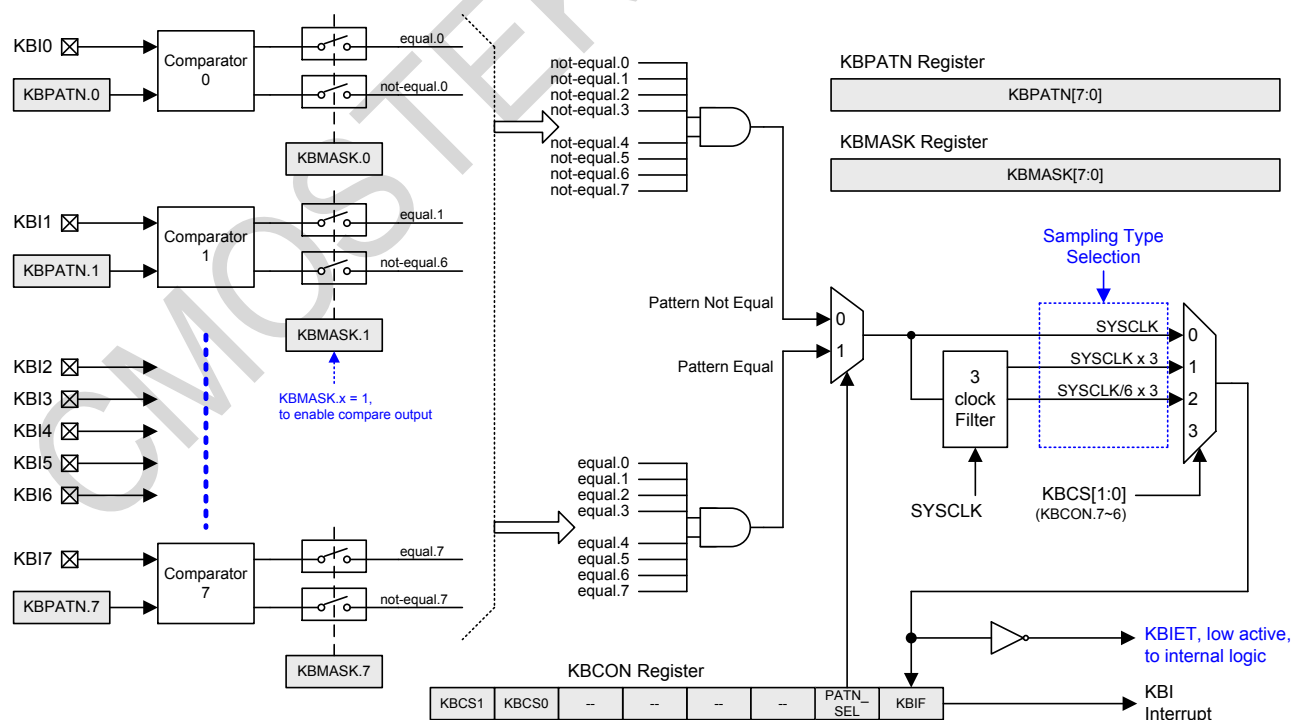 KBI0
KBPATN.0
Comparator
0
equal.0
not-equal.0
KBMASK.0
KBI1
KBPATN.1
Comparator
1
equal.1
not-equal.6
KBMASK.1
KBMASK.x = 1,
to enable compare output
KBI2
KBI3
KBI4
KBI5
KBI6
KBI7
KBPATN.7
Comparator
7
equal.7
not-equal.7
KBMASK.7
not-equal.0
not-equal.1
not-equal.2
not-equal.3
not-equal.4
not-equal.5
not-equal.6
not-equal.7
Pattern Not Equal
Pattern Equal
equal.0
equal.1
equal.2
equal.3
equal.4
equal.5
equal.6
equal.7
0
1
KBPATN Register
KBPATN[7:0]
KBMASK Register
KBMASK[7:0]
Sampling Type
Selection
3
clock
Filter
SYSCLK
SYSCLK
SYSCLK x 3
SYSCLK/6 x 3
0
1
2
3
KBCS[1:0]
(KBCON.7~6)
KBIET, low active,
to internal logic
KBCON Register
KBCS1 KBCS0 -- -- -- -- PATN_
SEL KBIF
KBI
Interrupt